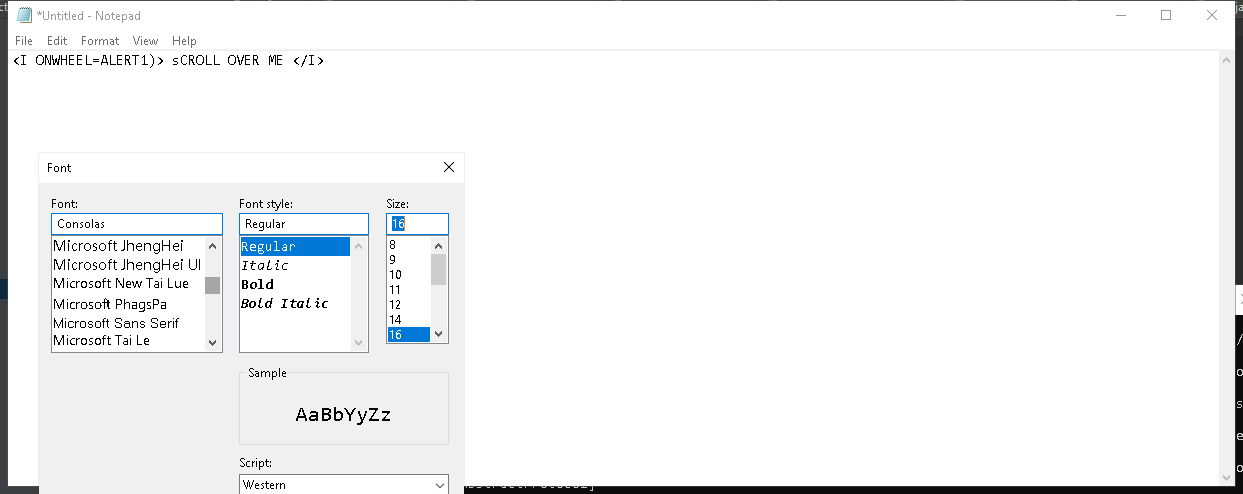 *Untitled - Notepad
File Edit Format View Help
<I ONWHEEL=ALERT1)> sCROLL OVER ME </I>
Font
Font: Font style: Size:
Consolas Regular 16
Microsoft JhengHei Regular 8
Microsoft JhengHei UI Italic 9
Microsoft New Tai Lue Bold 10
Microsoft PhagsPa Bold Italic 11
Microsoft Sans Serif 12
Microsoft Tai Le 14
16
Sample
AaBbYyZz
Script:
Western